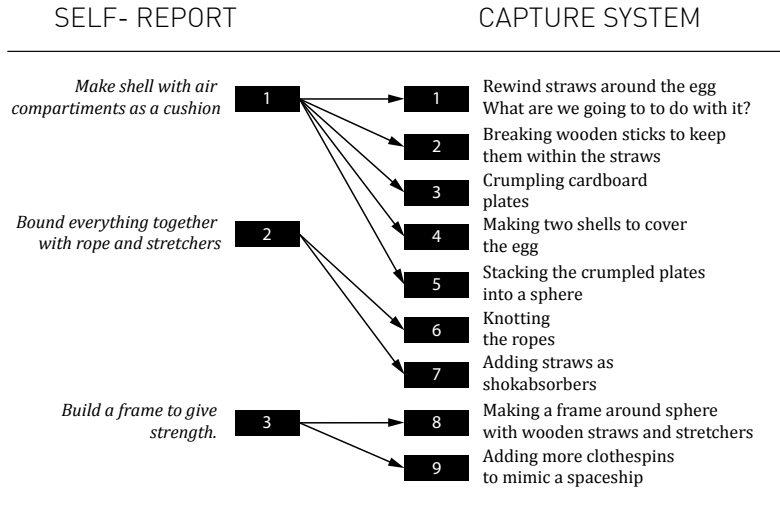 SELF- REPORT
CAPTURE SYSTEM
Make shell with air
compartiments as a cushion
1
1
Rewind straws around the egg
What are we going to to do with it?
2
Breaking wooden sticks to keep
them within the straws
3
Crumpling cardboard
plates
Bound everything together
with rope and stretchers
2
4
Making two shells to cover
the egg
5
Stacking the crumpled plates
into a sphere
6
Knotting
the ropes
7
Adding straws as
shokabsorbers
Build a frame to give
strength.
3
8
Making a frame around sphere
with wooden straws and stretchers
9
Adding more clothespins
to mimic a spaceship